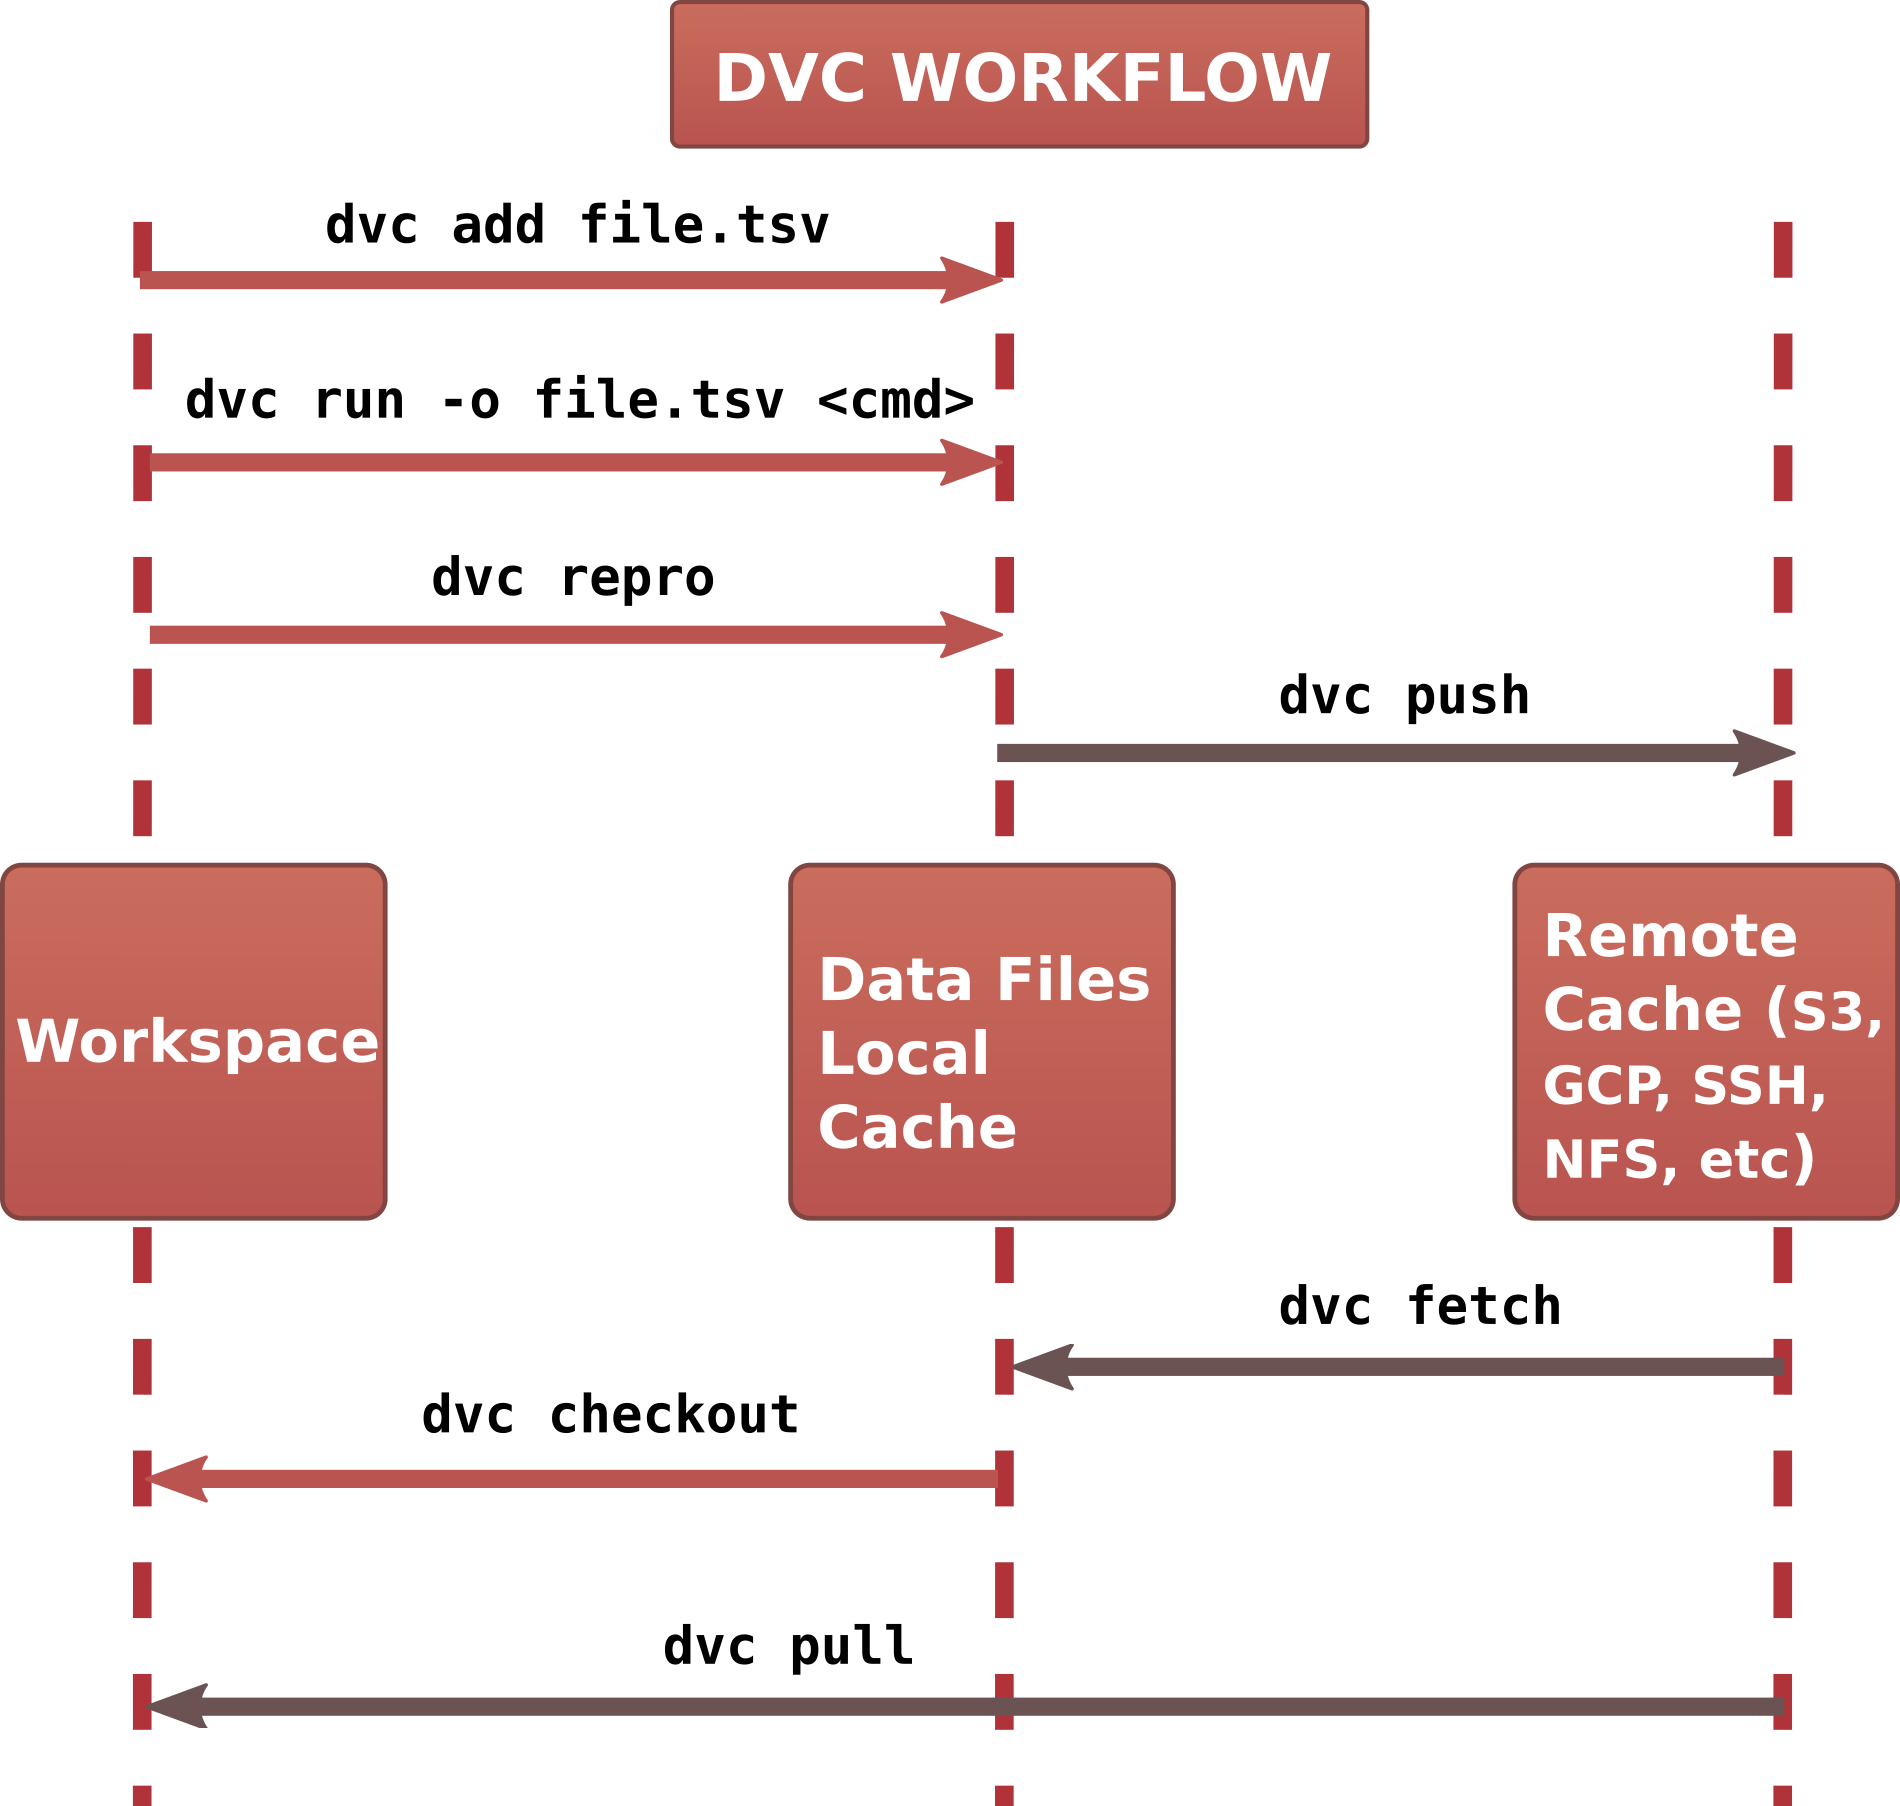 DVC WORKFLOW
dvc add file.tsv
dvc run -o file.tsv <cmd>
dvc repro
dvc push
Workspace
Data Files
Local
Cache
Remote
Cache (S3,
GCP, SSH,
NFS, etc)
dvc fetch
dvc checkout
dvc pull